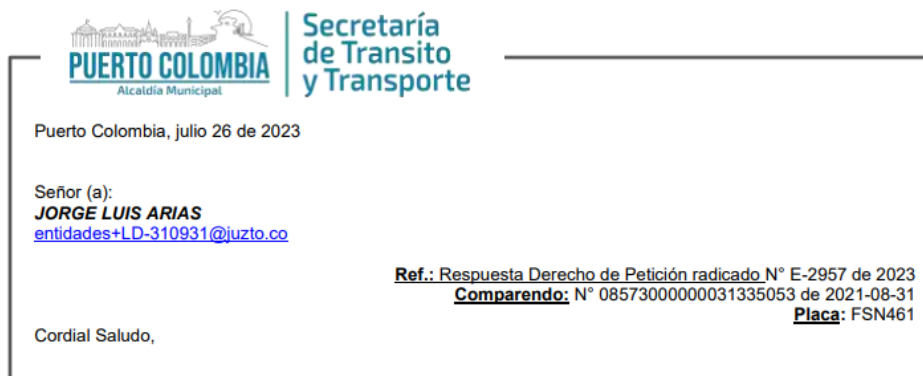 PUERTO COLOMBIA
Alcaldía Municipal
Secretaría
de Transito
y Transporte
Puerto Colombia, julio 26 de 2023
Señor (a):
JORGE LUIS ARIAS
entidades+LD-310931@juzto.co
Ref.: Respuesta Derecho de Petición radicado N° E-2957 de 2023
Comparendo: N° 08573000000031335053 de 2021-08-31
Placa: FSN461
Cordial Saludo,